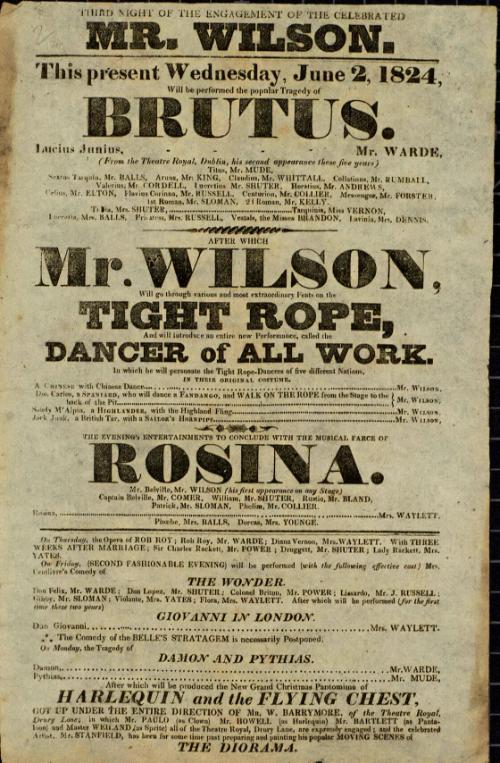 THIRD NIGHT OF THE ENGAGEMENT OF THE CELEBRATED
MR. WILSON.
This present Wednesday, June 2, 1824,
Will be performed the popular Tragedy of
BRUTUS.
Lucius Junius, - - - - Mr. WARDE,
(From the Theatre Royal, Dublin, his second appearance these five years)
Titus, Mr. MUDE,
Sextus Tarquin, Mr. BALLS, Aruns, Mr. KING, Claudius, Mr. WHITTALL, Collatinus, Mr. RUMBALL,
Valerius, Mr. CORDELL, Lucretius Mr. SHUTER, Horatius, Mr. ANDREWS,
Celius, Mr. ELTON, Flavius Corunna, Mr. RUSSELL, Centurion, Mr. COLLIER, Messenger, Mr. FORSTER,
1st Roman, Mr. SLOMAN, 2d Roman, Mr. KELLY.
Tullia, Mrs. SHUTER,..............................Tarquinia, Miss VERNON,
Lucretia, Mrs. BALLS, Priestess, Mrs. RUSSELL, Vestals, the Misses BRANDON, Lavinia, Mrs. DENNIS.
AFTER WHICH
Mr. WILSON,
Will go through various and most extraordinary Feats on the
TIGHT ROPE,
And will introduce an entire new Performance, called the
DANCER of ALL WORK.
In which he will personate the Tight Rope-Dancers of five different Nations,
IN THEIR ORIGINAL COSTUME.
A CHINESE with Chinese Dance..............................Mr. WILSON,
Don Carlos, a SPANIARD, who will dance a FANDANGO, and WALK ON THE ROPE from the Stage to the
back of the Pit..............................Mr. WILSON,
Sandy M'Alpin, a HIGHLANDER, with the Highland Fling..............................Mr. WILSON,
Jack Junk, a British Tar, with a SAILOR'S HORNPIPE..............................Mr. WILSON
THE EVENING'S ENTERTAINMENTS TO CONCLUDE WITH THE MUSICAL FARCE OF
ROSINA.
Mr. Belville, Mr. WILSON (his first appearance on any Stage)
Captain Belville, Mr. COMER, William, Mr. SHUTER, Rustic, Mr. BLAND,
Patrick, Mr. SLOMAN, Phelim, Mr. COLLIER.
Rosina,..............................Mrs. WAYLETT.
Phoebe, Mrs. BALLS, Dorcas, Mrs. YOUNGE.
On Thursday, the Opera of ROB ROY; Rob Roy, Mr. WARDE; Diana Vernon, Mrs. WAYLETT. With THREE
WEEKS AFTER MARRIAGE; Sir Charles Rackett, Mr. POWER; Druggett, Mr. SHUTER; Lady Rackett, Mrs.
YATES.
On Friday, (SECOND FASHIONABLE EVENING) will be performed (with the following effective cast) Mrs.
Centlivre's Comedy of
THE WONDER.
Don Felix, Mr. WARDE; Don Lopez, Mr. SHUTER; Colonel Briton, Mr. POWER; Lissardo, Mr. J. RUSSELL;
Gibby, Mr. SLOMAN; Violante, Mrs. YATES; Flora, Mrs. WAYLETT. After which will be performed (for the first
time these two years)
GIOVANNI IN LONDON.
Don Giovanni..............................Mrs. WAYLETT.
The Comedy of the BELLE'S STRATAGEM is necessarily Postponed.
On Monday, the Tragedy of
DAMON AND PYTHIAS.
Damon,..............................Mr. WARDE,
Pythias,..............................Mr. MUDE,
After which will be produced the New Grand Christmas Pantomime of
HARLEQUIN and the FLYING CHEST,
GOT UP UNDER THE ENTIRE DIRECTION OF Mr. W. BARRYMORE, of the Theatre Royal,
Drury Lane; in which Mr. PAULO (as Clown) Mr. HOWELL (as Harlequin) Mr. BARTLETT (as Panta-
loon) and Master WEILAND (as Sprite) all of the Theatre Royal, Drury Lane, are expressly engaged; and the celebrated
Artist, Mr. STANFIELD, has been for some time past preparing and painting his popular MOVING SCENES of
THE DIORAMA.